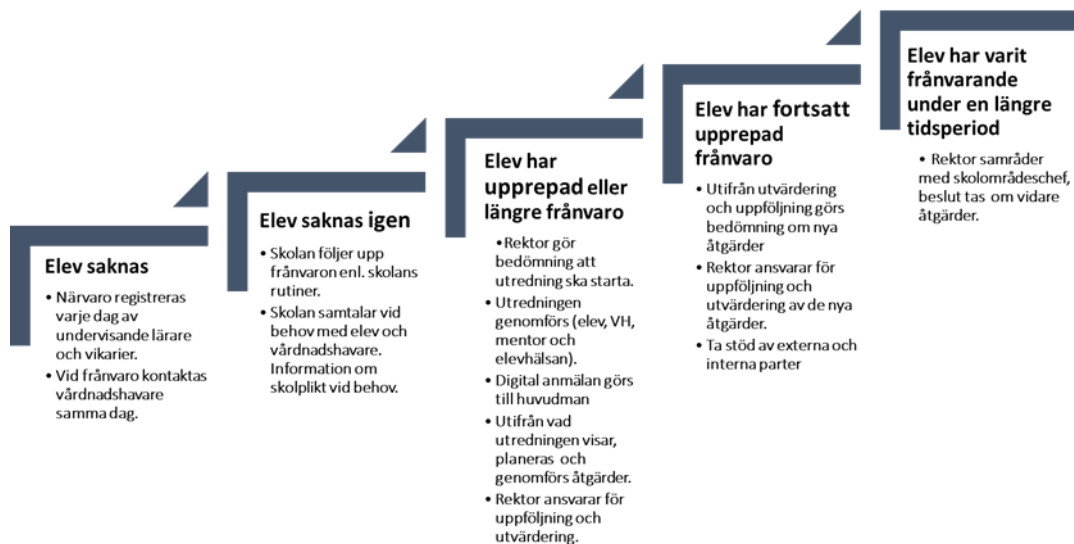 Elev saknas
• Närvaro registreras
varje dag av
undervisande lärare
och vikarier.
• Vid frånvaro kontaktas
vårdnadshavare
samma dag.
Elev saknas igen
• Skolan följer upp
frånvaron enl. skolans
rutiner.
• Skolan samtalar vid
behov med elev och
vårdnadshavare.
Information om
skolplikt vid behov.
Elev har
upprepad eller
längre frånvaro
•Rektor gör
bedömning att
utredning ska starta.
• Utredningen
genomförs (elev, VH,
mentor och
elevhälsan).
• Digital anmälan görs
till huvudman
• Utifrån vad
utredningen visar,
planeras och
genomförs åtgärder.
• Rektor ansvarar för
uppföljning och
utvärdering.
Elev har fortsatt
upprepad
frånvaro
• Utifrån utvärdering
och uppföljning görs
bedömning om nya
åtgärder
• Rektor ansvarar för
uppföljning och
utvärdering av de nya
åtgärder.
• Ta stöd av externa och
interna parter
Elev har varit
frånvarande
under en längre
tidsperiod
• Rektor samråder
med skolområdeschef,
beslut tas om vidare
åtgärder.